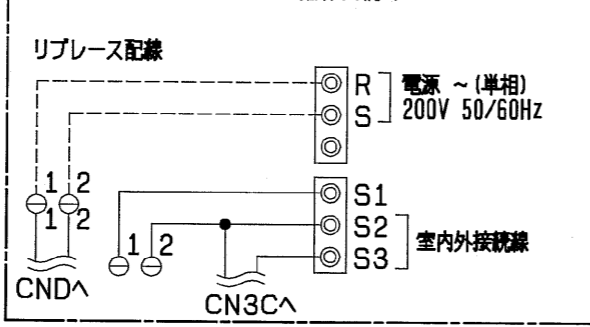 リプレース配線
R
電源 ~ (単相)
S
200V 50/60Hz
1 2
1 2
S1
S2
1 2
室内外接続線
S3
CNDへ
CN3Cへ